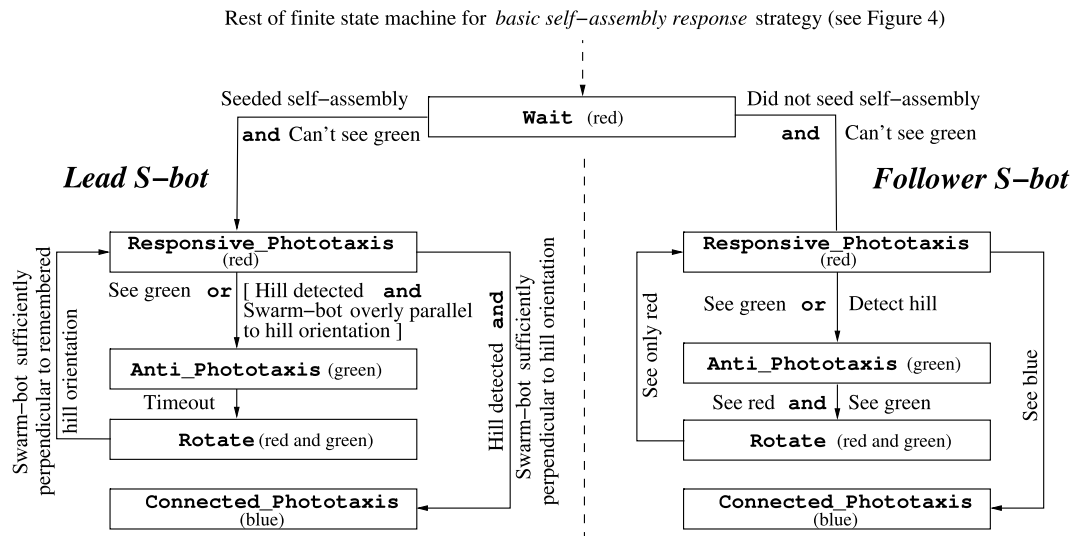 Rest of finite state machine for basic self−assembly response strategy (see Figure 4)
Seeded self−assembly
and Can't see green
Wait (red)
Did not seed self−assembly
and Can't see green
Lead S−bot
Follower S−bot
Responsive_Phototaxis
(red)
See green or [ Hill detected and
Swarm−bot overly parallel
to hill orientation ]
Anti_Phototaxis (green)
Timeout
Rotate (red and green)
Connected_Phototaxis
(blue)
Swarm−bot sufficiently
perpendicular to remembered
hill orientation
Hill detected and
Swarm−bot sufficiently
perpendicular to hill orientation
Responsive_Phototaxis
(red)
See green or Detect hill
Anti_Phototaxis (green)
See red and See green
Rotate (red and green)
Connected_Phototaxis
(blue)
See only red
See blue